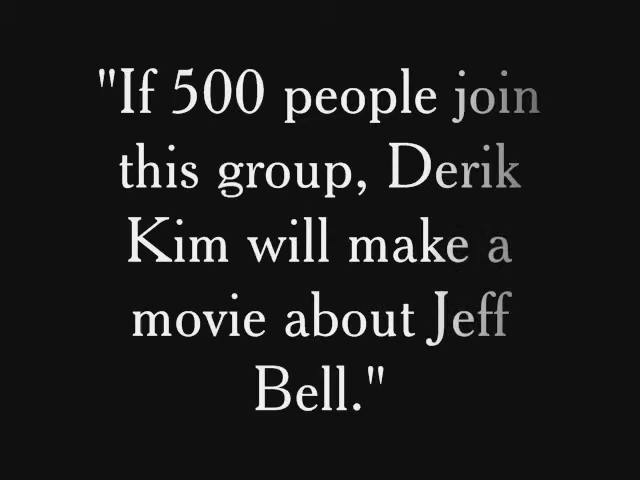 "If 500 people join
this group, Derik
Kim will make a
movie about Jeff
Bell."